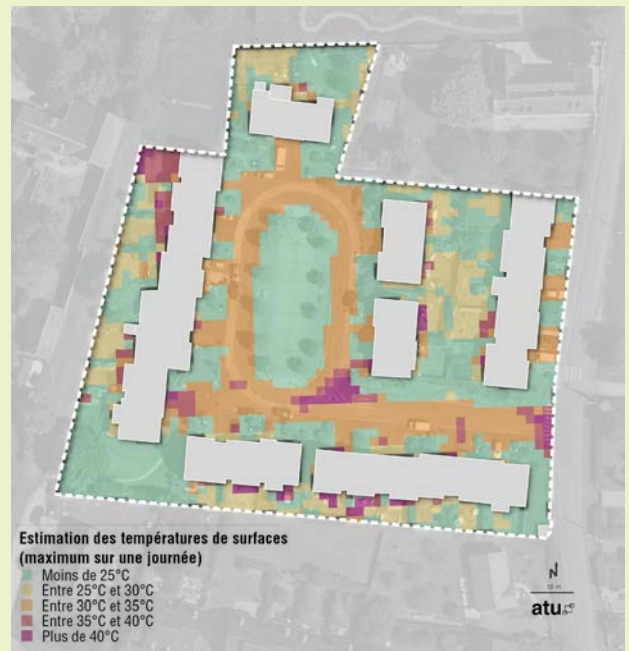 Estimation des températures de surfaces
(maximum sur une journée)
Moins de 25°C
Entre 25°C et 30°C
Entre 30°C et 35°C
Entre 35°C et 40°C
Plus de 40°C
N
10 m
atu